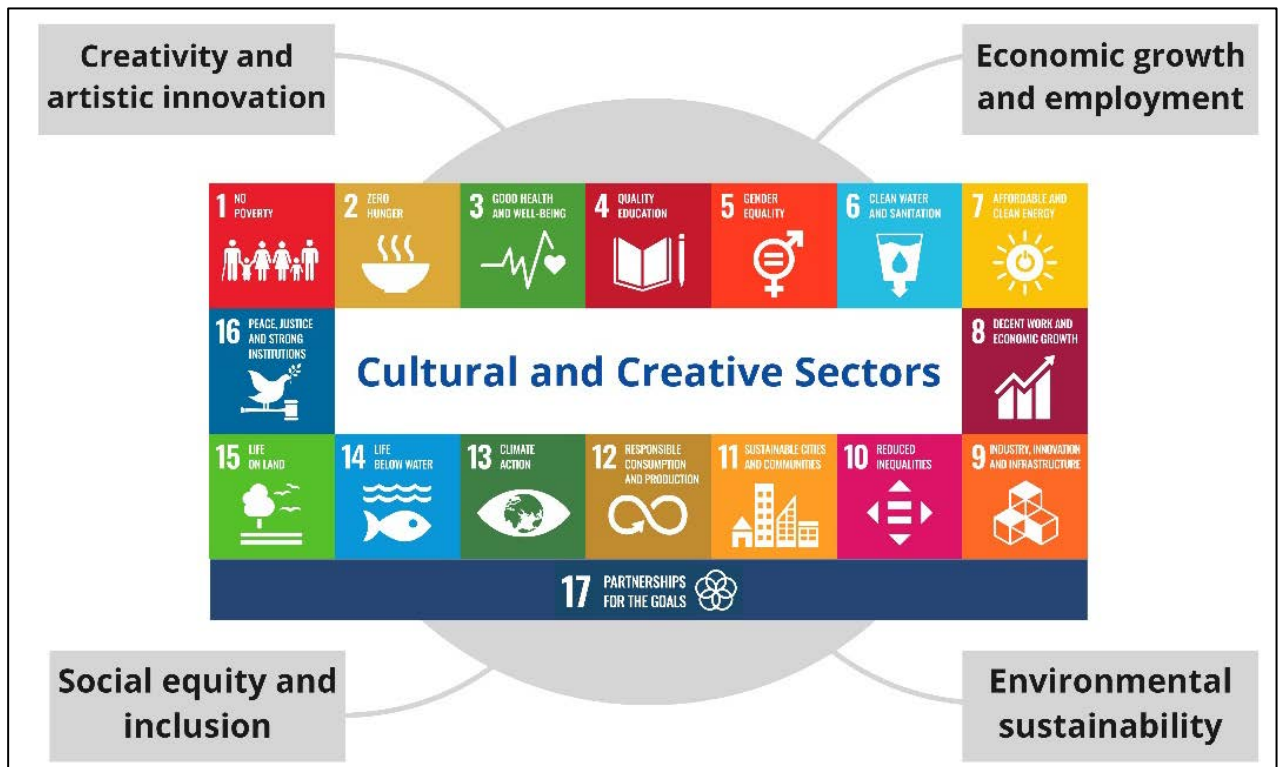 Creativity and
artistic innovation
Economic growth
and employment
1 NO
POVERTY
2 ZERO
HUNGER
3 GOOD HEALTH
AND WELL-BEING
4 QUALITY
EDUCATION
5 GENDER
EQUALITY
6 CLEAN WATER
AND SANITATION
7 AFFORDABLE AND
CLEAN ENERGY
16 PEACE, JUSTICE
AND STRONG
INSTITUTIONS
Cultural and Creative Sectors
8 DECENT WORK AND
ECONOMIC GROWTH
15 LIFE
ON LAND
14 LIFE
BELOW WATER
13 CLIMATE
ACTION
12 RESPONSIBLE
CONSUMPTION
AND PRODUCTION
11 SUSTAINABLE CITIES
AND COMMUNITIES
10 REDUCED
INEQUALITIES
9 INDUSTRY, INNOVATION
AND INFRASTRUCTURE
17 PARTNERSHIPS
FOR THE GOALS
Social equity and
inclusion
Environmental
sustainability